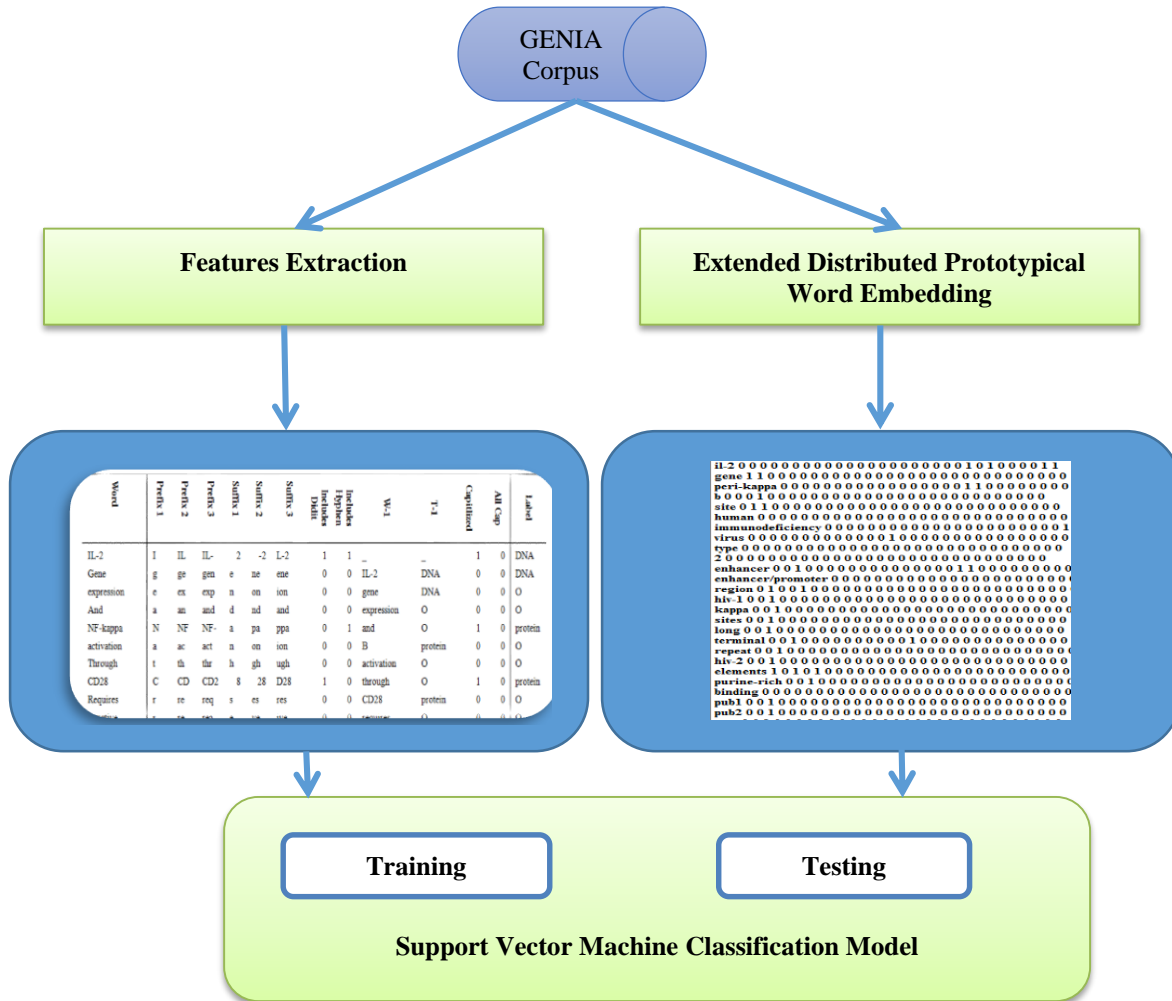 GENIA
Corpus
Features Extraction
Extended Distributed Prototypical
Word Embedding
Word Prefix 1 Prefix 2 Prefix 3 Suffix 1 Suffix 2 Suffix 3 Includes Didit Includes Hyphen W-1 T-1 Capitlized All Cap Label
IL-2 I IL IL- 2 -2 L-2 1 1 _ _ 1 0 DNA
Gene g ge gen e ne ene 0 0 IL-2 DNA 0 0 DNA
expression e ex exp n on ion 0 0 gene DNA 0 0 O
And a an and d nd and 0 0 expression O 0 0 O
NF-kappa N NF NF- a pa ppa 0 1 and O 1 0 protein
activation a ac act n on ion 0 0 B protein 0 0 O
Through t th thr h gh ugh 0 0 activation O 0 0 O
CD28 C CD CD2 8 28 D28 1 0 through O 1 0 protein
Requires r re req s es res 0 0 CD28 protein 0 0 O
il-2 0 0 0 0 0 0 0 0 0 0 0 0 0 0 0 0 0 0 0 0 0 0 0 1 0 1 0 0 0 0 1 1
gene 1 1 0 0 0 0 0 0 0 0 0 0 0 0 0 0 0 0 0 0 0 0 0 0 0 0 0 0 0 0 0
peri-kappa 0 0 0 0 0 0 0 0 0 0 0 0 0 0 0 0 0 0 0 1 1 0 0 0 0 0 0 0 0
b 0 0 0 1 0 0 0 0 0 0 0 0 0 0 0 0 0 0 0 0 0 0 0 0 0 0 0 0 0 0 0 0
site 0 1 1 0 0 0 0 0 0 0 0 0 0 0 0 0 0 0 0 0 0 0 0 0 0 0 0 0 0 0 0 0
human 0 0 0 0 0 0 0 0 0 0 0 0 0 0 0 0 0 0 0 0 0 0 0 0 0 0 0 0 0 0
immunodeficiency 0 0 0 0 0 0 0 0 0 0 0 0 0 0 0 0 0 0 0 0 0 0 0 0 1
virus 0 0 0 0 0 0 0 0 0 0 0 0 0 0 0 1 0 0 0 0 0 0 0 0 0 0 0 0 0 0 0
type 0 0 0 0 0 0 0 0 0 0 0 0 0 0 0 0 0 0 0 0 0 0 0 0 0 0 0 0 0 0 0 0
2 0 0 0 0 0 0 0 0 0 0 0 0 0 0 0 0 0 0 0 0 0 0 0 0 0 0 0 0 0 0 0 0
enhancer 0 0 1 0 0 0 0 0 0 0 0 0 0 0 0 0 0 0 1 1 0 0 0 0 0 0 0 0 0
enhancer/promoter 0 0 0 0 0 0 0 0 0 0 0 0 0 0 0 0 0 0 0 0 0 0 0 0
region 0 1 0 0 1 0 0 0 0 0 0 0 0 0 0 0 0 0 0 0 0 0 0 0 0 0 0 0 0 0
hiv-1 0 0 1 0 0 0 0 0 0 0 0 0 0 0 0 0 0 0 0 0 0 0 0 0 0 0 0 0 0 0
kappa 0 0 1 0 0 0 0 0 0 0 0 0 0 0 0 0 0 0 0 0 0 0 0 0 0 0 0 0 0 0
sites 0 0 1 0 0 0 0 0 0 0 0 0 0 0 0 0 0 0 0 0 0 0 0 0 0 0 0 0 0 0 0
long 0 0 1 0 0 0 0 0 0 0 0 0 0 0 0 0 0 0 0 0 0 0 0 0 0 0 0 0 0 0 0
terminal 0 0 1 0 0 0 0 0 0 0 0 0 0 0 1 0 0 0 0 0 0 0 0 0 0 0 0 0 0
repeat 0 0 1 0 0 0 0 0 0 0 0 0 0 0 0 0 0 0 0 0 0 0 0 0 0 0 0 0 0 0
hiv-2 0 0 1 0 0 0 0 0 0 0 0 0 0 0 0 0 0 0 0 0 0 0 0 0 0 0 0 0 0 0
elements 1 0 1 0 1 0 0 0 0 0 0 0 0 0 0 0 0 0 0 0 0 0 0 0 0 0 0 0 0
purine-rich 0 0 1 0 0 0 0 0 0 0 0 0 0 0 0 0 0 0 0 0 0 0 0 0 0 0 0 0
binding 0 0 0 0 0 0 0 0 0 0 0 0 0 0 0 0 0 0 0 0 0 0 0 0 0 0 0 0 0
pub1 0 0 1 0 0 0 0 0 0 0 0 0 0 0 0 0 0 0 0 0 0 0 0 0 0 0 0 0 0 0 0
pub2 0 0 1 0 0 0 0 0 0 0 0 0 0 0 0 0 0 0 0 0 0 0 0 0 0 0 0 0 0 0 0
Training
Testing
Support Vector Machine Classification Model